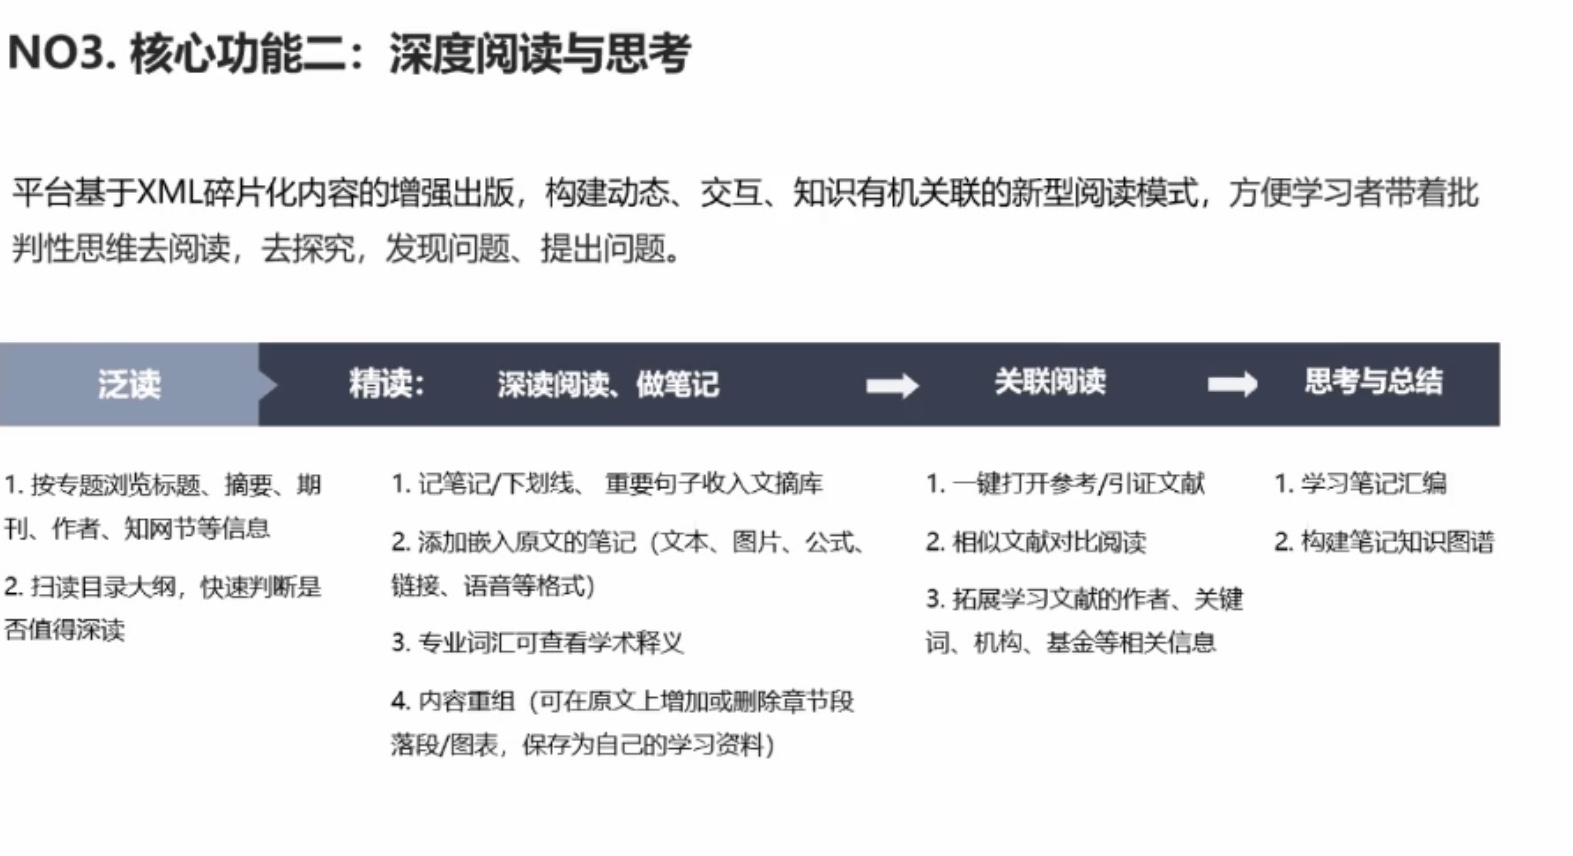 NO3. 核心功能二：深度阅读与思考
平台基于XML碎片化内容的增强出版，构建动态、交互、知识有机关联的新型阅读模式，方便学习者带着批
判性思维去阅读，去探究，发现问题、提出问题。
泛读
精读：
深读阅读、做笔记
关联阅读
思考与总结
1. 按专题浏览标题、摘要、期
刊、作者、知网节等信息
2. 扫读目录大纲，快速判断是
否值得深读
1. 记笔记/下划线、 重要句子收入文摘库
2. 添加嵌入原文的笔记（文本、图片、公式、
链接、语音等格式）
3. 专业词汇可查看学术释义
4. 内容重组（可在原文上增加或删除章节段
落段/图表，保存为自己的学习资料）
1. 一键打开参考/引证文献
2. 相似文献对比阅读
3. 拓展学习文献的作者、关键
词、机构、基金等相关信息
1. 学习笔记汇编
2. 构建笔记知识图谱